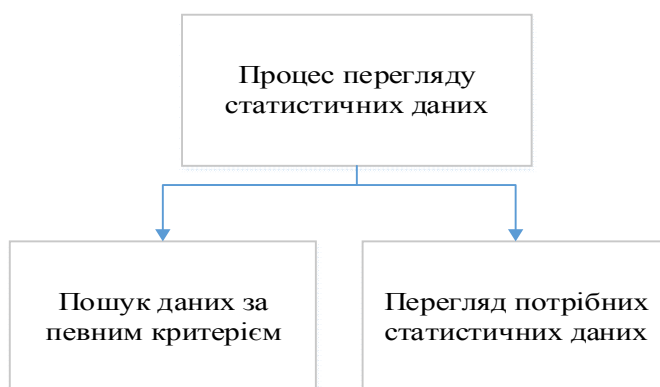 Процес перегляду
статистичних даних
Пошук даних за
певним критерієм
Перегляд потрібних
статистичних даних